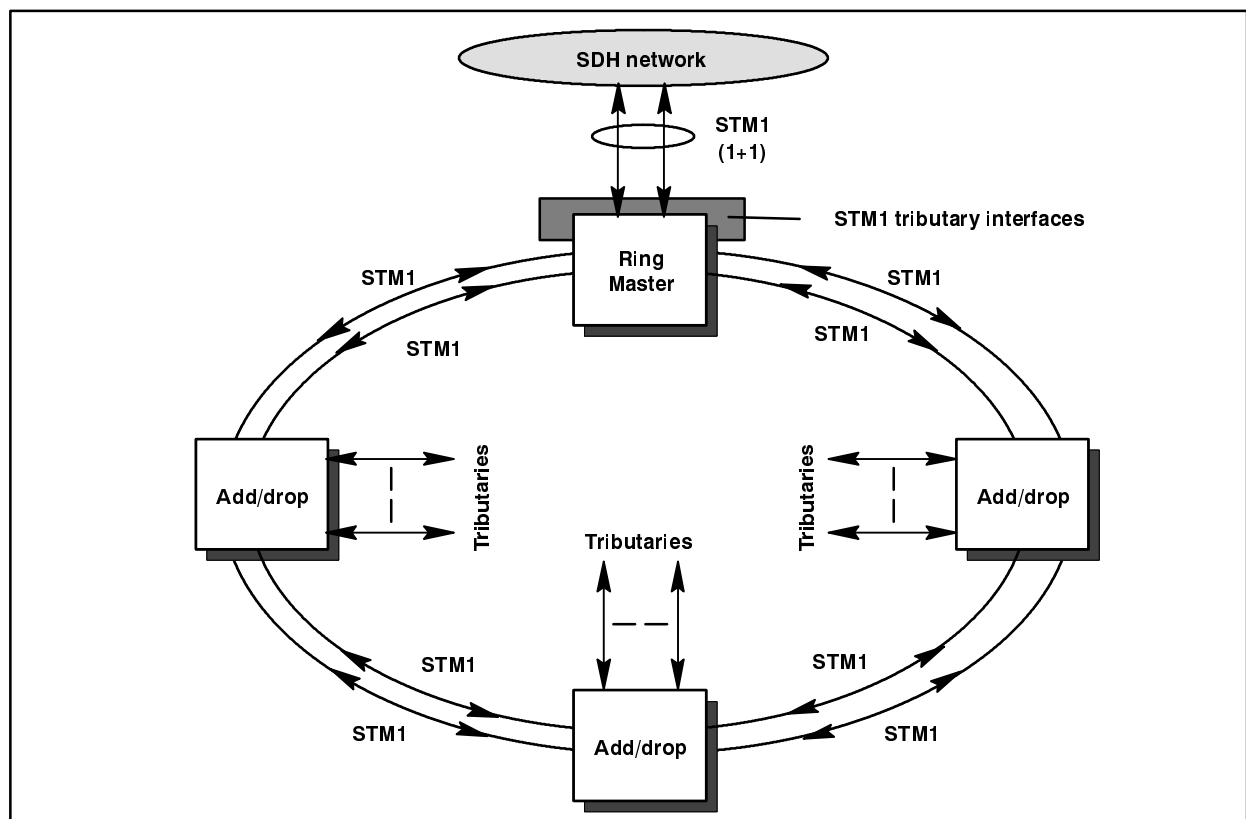 SDH network
STM1
(1+1)
STM1 tributary interfaces
Ring
Master
STM1
STM1
STM1
STM1
Add/drop
Tributaries
Tributaries
Add/drop
Tributaries
STM1
STM1
STM1
STM1
Add/drop